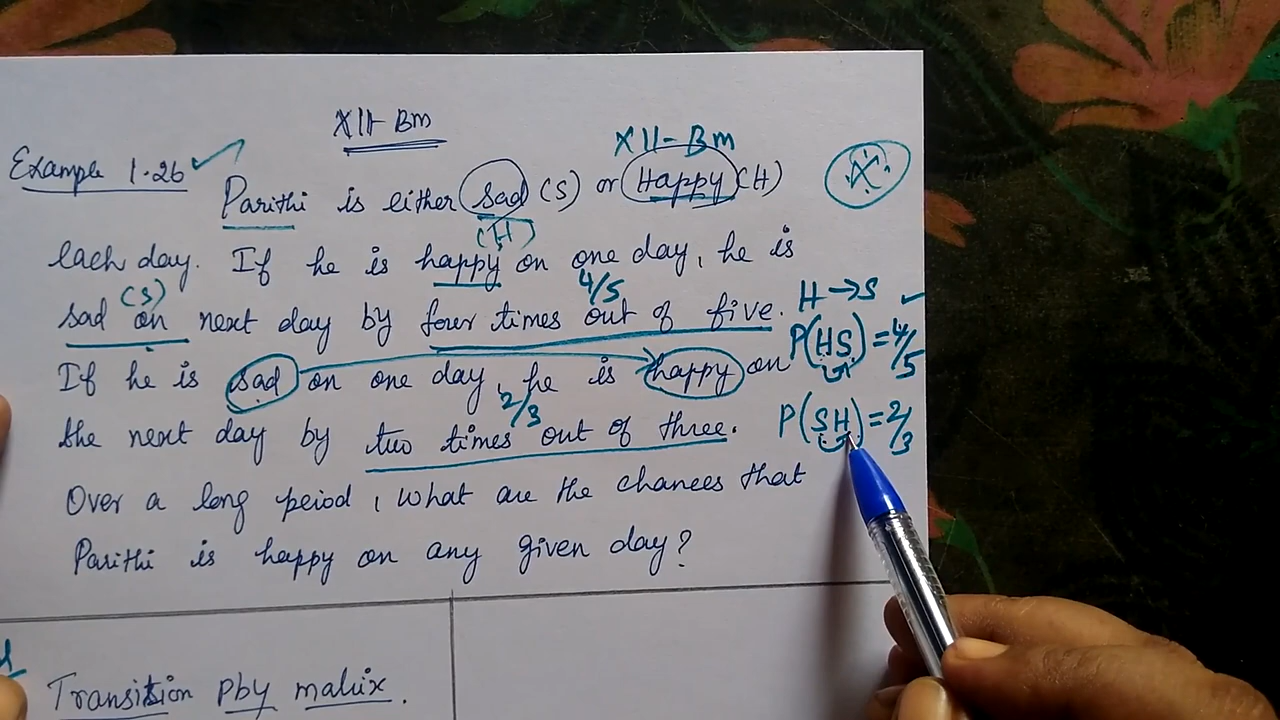 XII-Bm
XII-Bm
Example 1.26
Parithi is either sad (S) or Happy (H)
(H)
each day. If he is happy on one day, he is
(S) 4/5
sad on next day by four times out of five. H→S
P(HS)=4/5
If he is sad on one day, he is happy on
2/3
the next day by two times out of three. P(SH)=2/3
Over a long period, what are the chances that
Parithi is happy on any given day?
Transition Pby matrix.